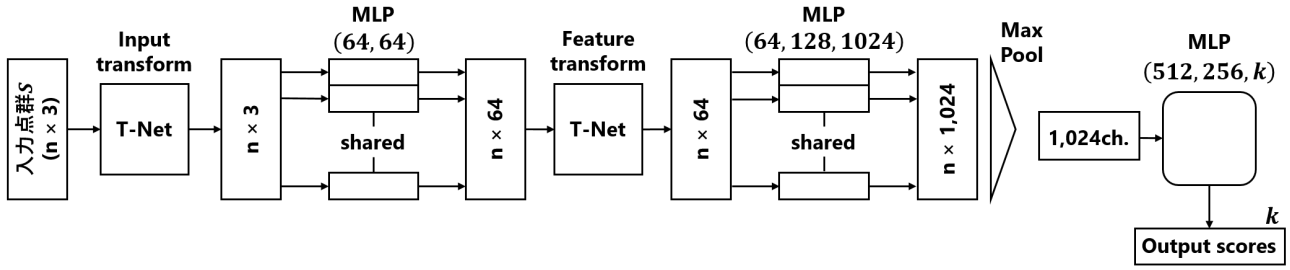 入力点群S
(n × 3)
Input
transform
T-Net
n × 3
MLP
(64, 64)
shared
n × 64
Feature
transform
T-Net
n × 64
MLP
(64, 128, 1024)
shared
n × 1,024
Max
Pool
1,024ch.
MLP
(512, 256, k)
k
Output scores